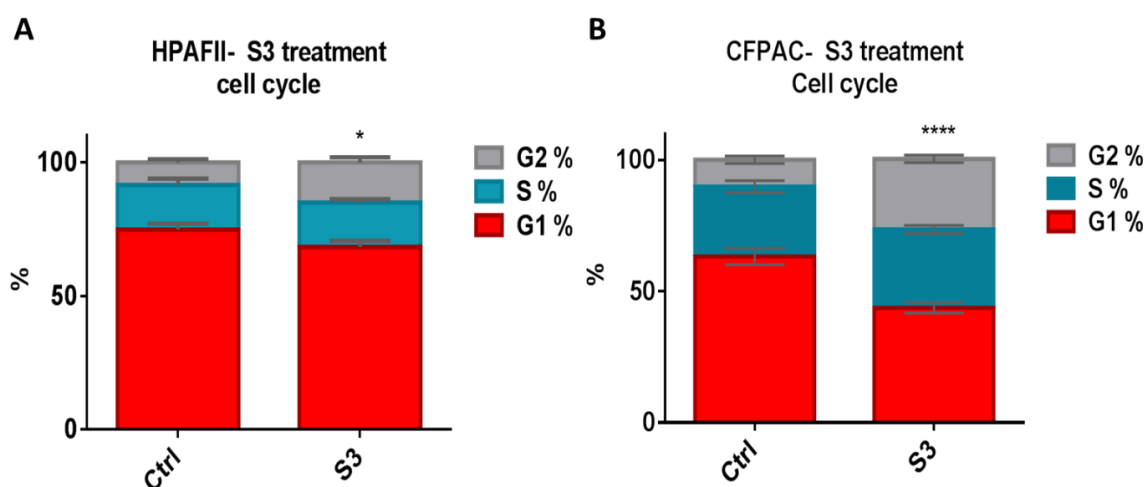 A
HPAFII- S3 treatment
cell cycle
*
100
50
0
%
Ctrl
S3
G2 %
S %
G1 %
B
CFPAC- S3 treatment
Cell cycle
****
100
50
0
%
Ctrl
S3
G2 %
S %
G1 %